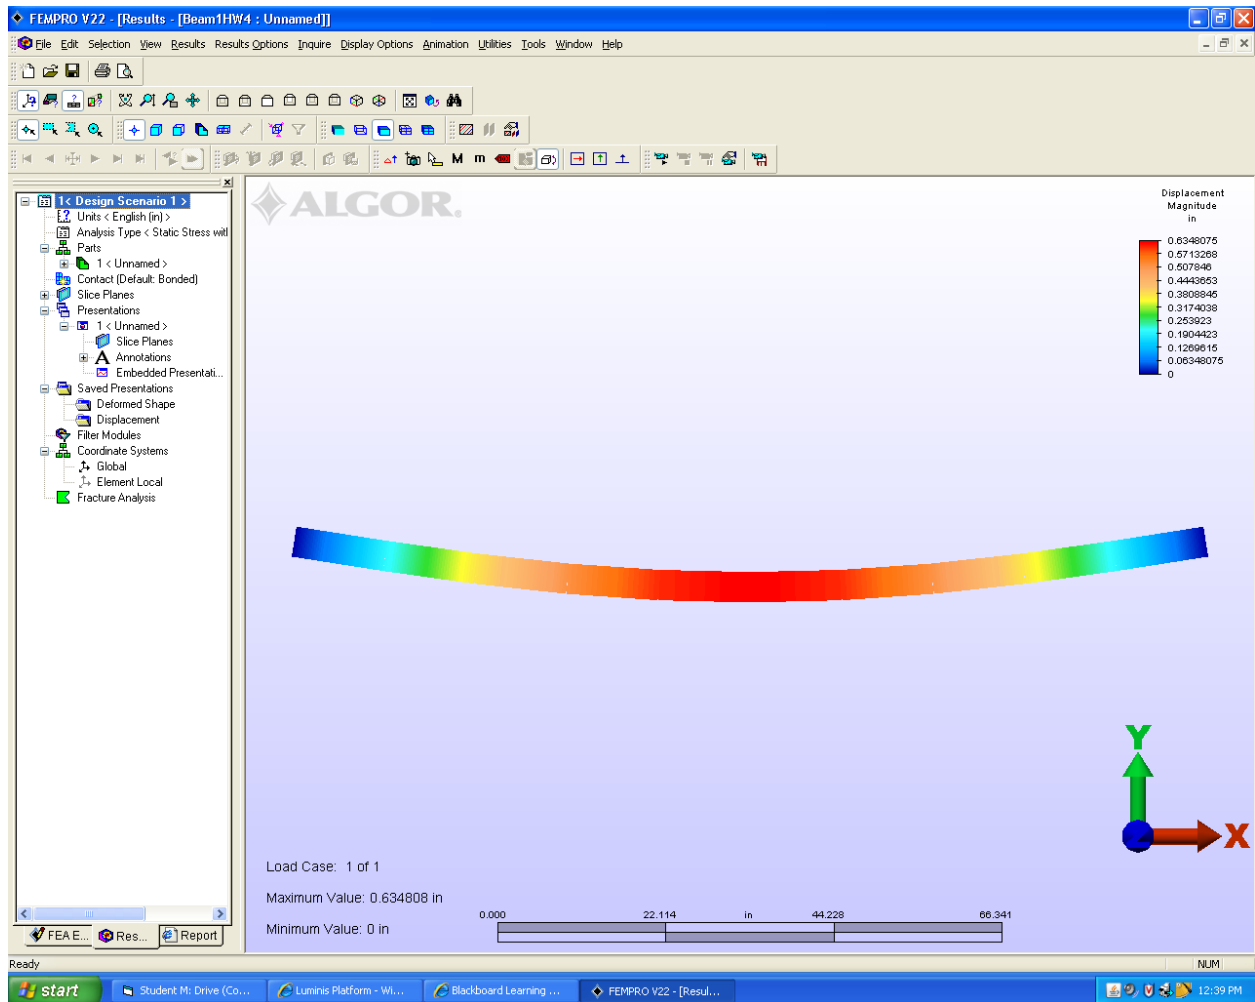 FEMPRO V22 - [Results - [Beam1HW4 : Unnamed]]
File Edit Selection View Results Results Options Inquire Display Options Animation Utilities Tools Window Help
1< Design Scenario 1 >
Units < English (in) >
Analysis Type < Static Stress witl
Parts
1 < Unnamed >
Contact (Default: Bonded)
Slice Planes
Presentations
1 < Unnamed >
Slice Planes
A Annotations
Embedded Presentati...
Saved Presentations
Deformed Shape
Displacement
Filter Modules
Coordinate Systems
Global
Element Local
Fracture Analysis
FEA E... Res... Report
ALGOR.
Displacement
Magnitude
in
0.6348075
0.5713268
0.507846
0.4443653
0.3808845
0.3174038
0.253923
0.1904423
0.1269615
0.06348075
0
Y
X
Load Case: 1 of 1
Maximum Value: 0.634808 in
Minimum Value: 0 in
0.000 22.114 in 44.228 66.341
Ready NUM
start Student M: Drive (Co... Luminis Platform - Wi... Blackboard Learning ... FEMPRO V22 - [Resul... 12:39 PM